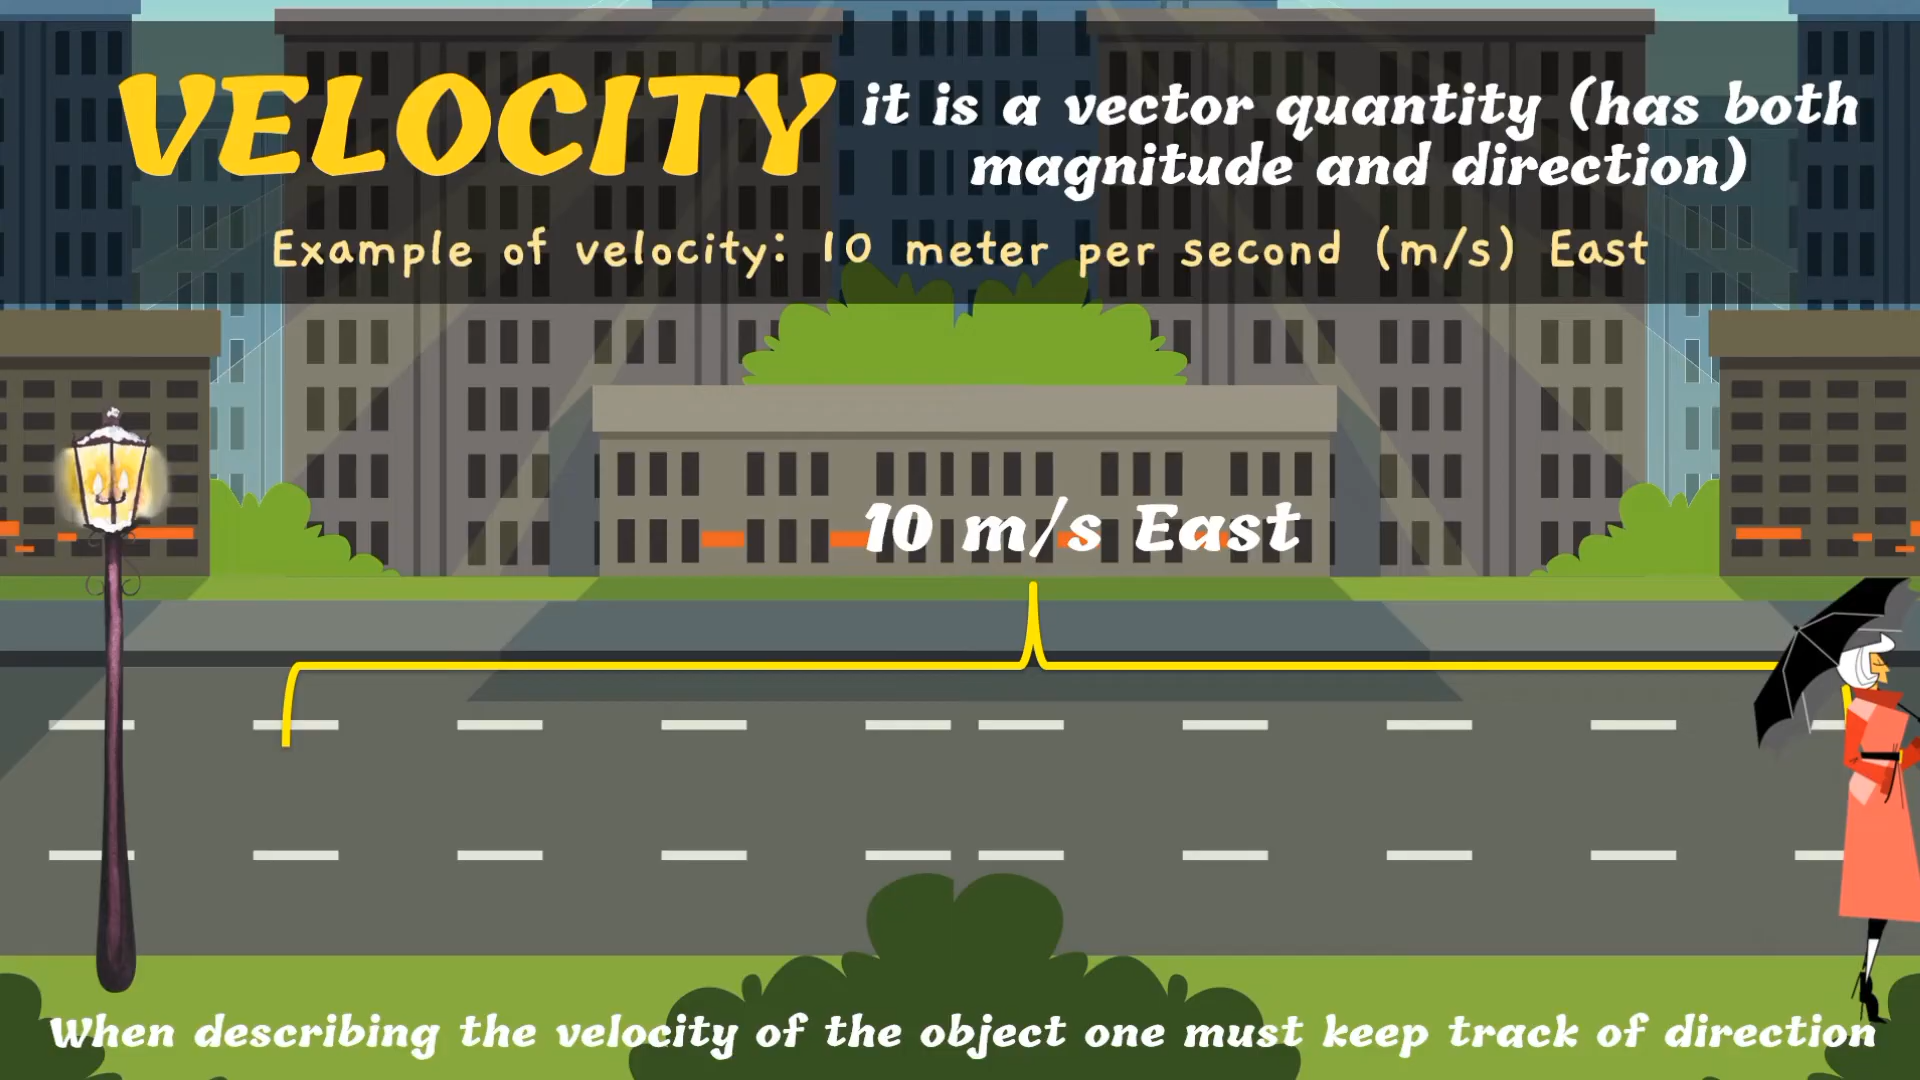 VELOCITY it is a vector quantity (has both
magnitude and direction)
Example of velocity: 10 meter per second (m/s) East
10 m/s East
When describing the velocity of the object one must keep track of direction